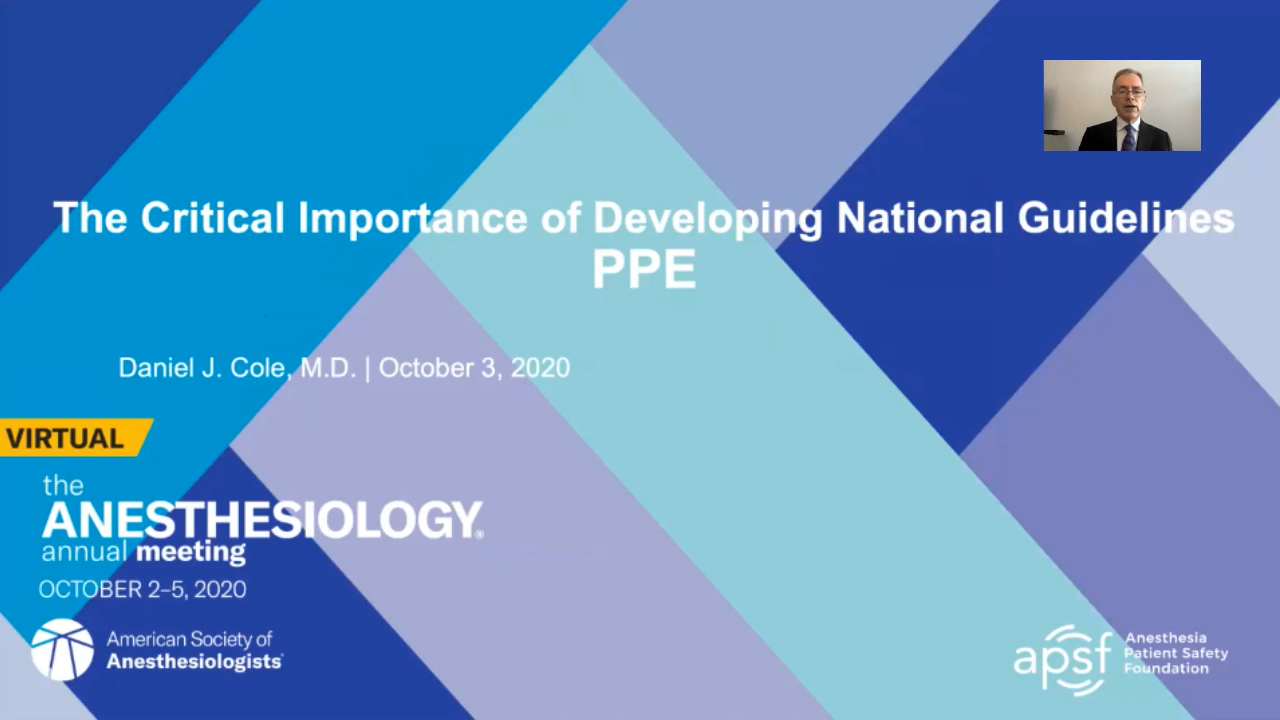 The Critical Importance of Developing National Guidelines
PPE
Daniel J. Cole, M.D. | October 3, 2020
VIRTUAL
the
ANESTHESIOLOGY®
annual meeting
OCTOBER 2–5, 2020
American Society of
Anesthesiologists®
apsf
Anesthesia
Patient Safety
Foundation